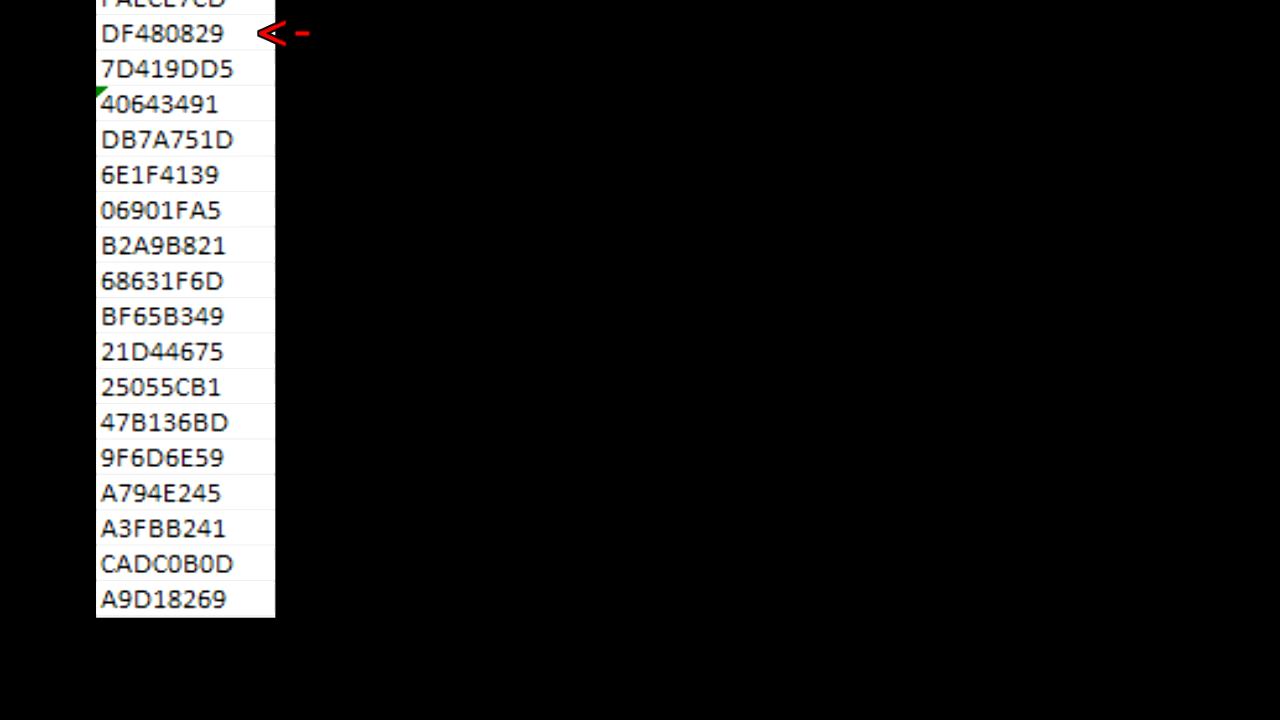 DF480829 <-
7D419DD5
40643491
DB7A751D
6E1F4139
06901FA5
B2A9B821
68631F6D
BF65B349
21D44675
25055CB1
47B136BD
9F6D6E59
A794E245
A3FBB241
CADC0B0D
A9D18269